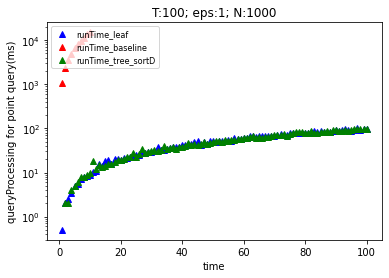 T:100; eps:1; N:1000
runTime_leaf
runTime_baseline
runTime_tree_sortD
queryProcessing for point query(ms)
10⁴
10³
10²
10¹
10⁰
0 20 40 60 80 100
time